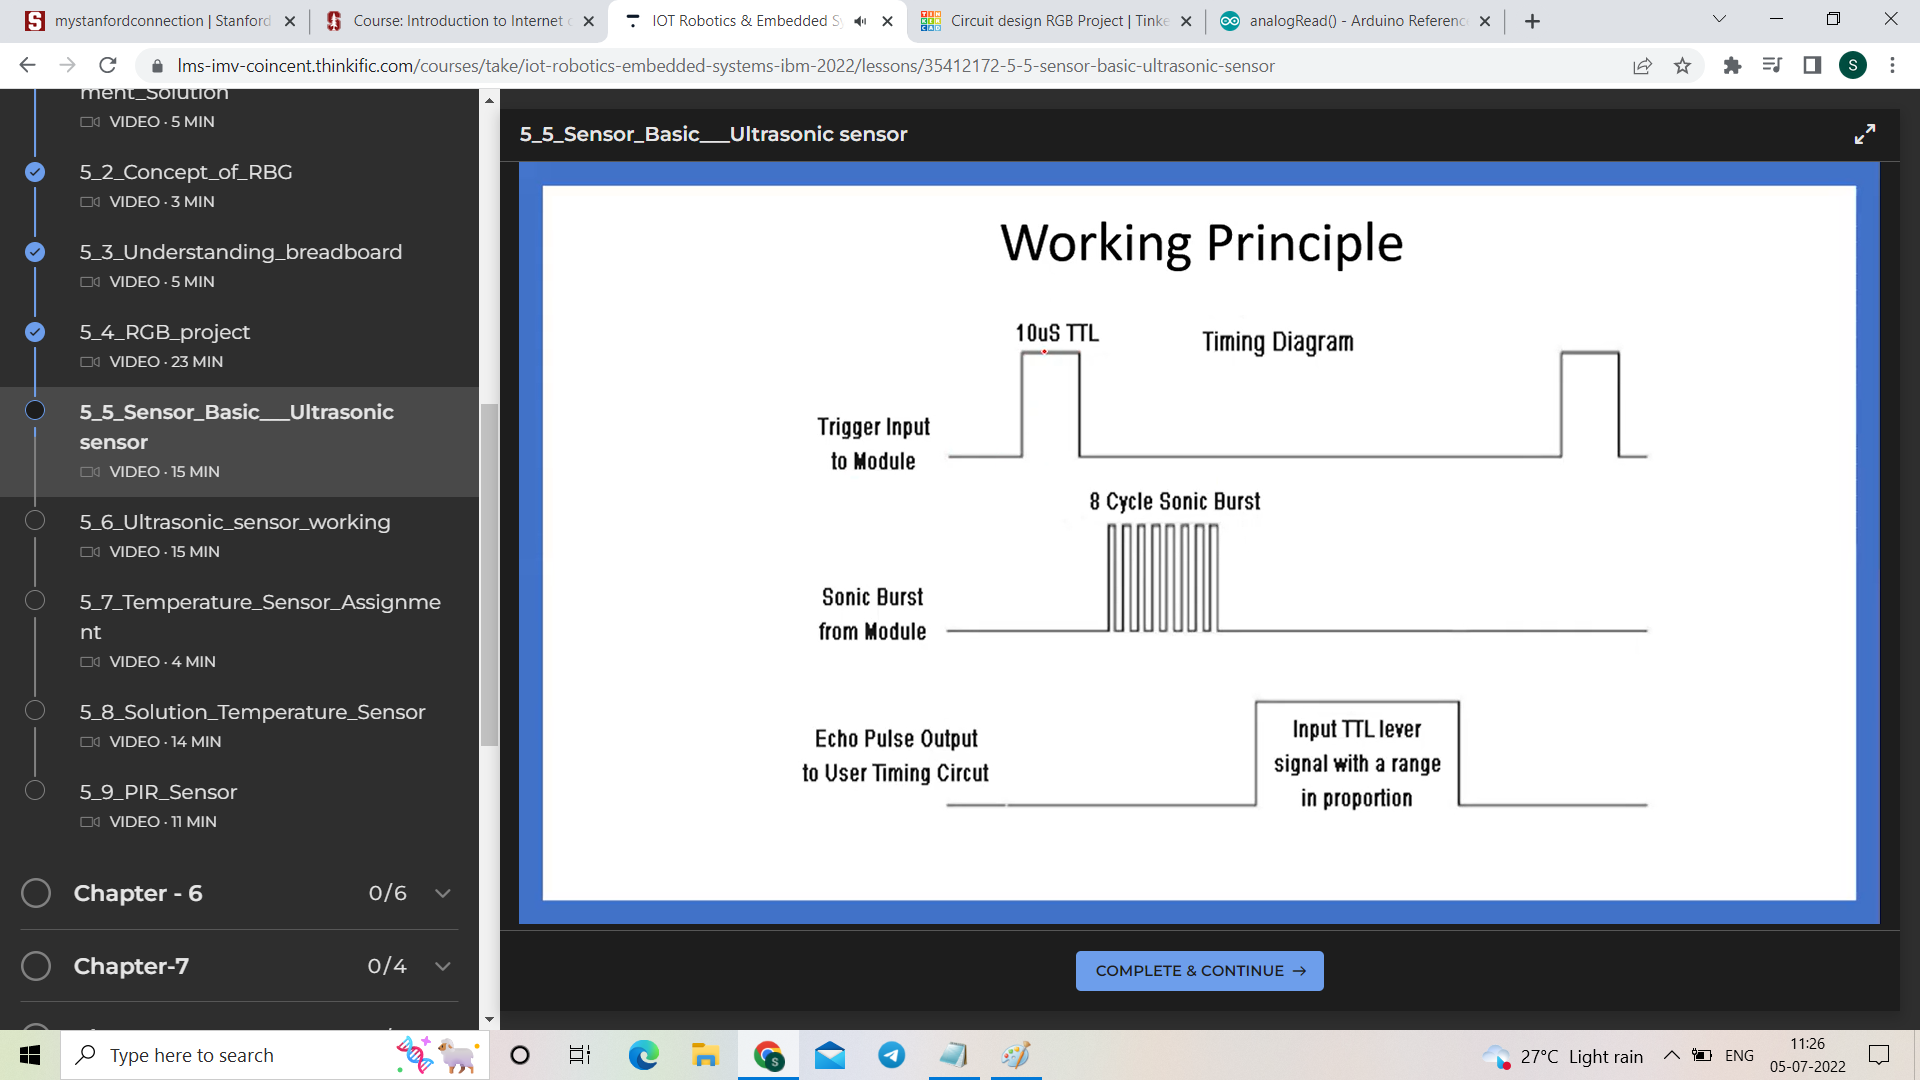 mystanfordconnection | Stanford
Course: Introduction to Internet o
IOT Robotics & Embedded Sy
Circuit design RGB Project | Tinke
analogRead() - Arduino Reference
lms-imv-coincent.thinkific.com/courses/take/iot-robotics-embedded-systems-ibm-2022/lessons/35412172-5-5-sensor-basic-ultrasonic-sensor
S
ment_Solution
VIDEO · 5 MIN
5_2_Concept_of_RBG
VIDEO · 3 MIN
5_3_Understanding_breadboard
VIDEO · 5 MIN
5_4_RGB_project
VIDEO · 23 MIN
5_5_Sensor_Basic___Ultrasonic
sensor
VIDEO · 15 MIN
5_6_Ultrasonic_sensor_working
VIDEO · 15 MIN
5_7_Temperature_Sensor_Assignme
nt
VIDEO · 4 MIN
5_8_Solution_Temperature_Sensor
VIDEO · 14 MIN
5_9_PIR_Sensor
VIDEO · 11 MIN
Chapter - 6 0/6
Chapter-7 0/4
5_5_Sensor_Basic___Ultrasonic sensor
Working Principle
10uS TTL
Timing Diagram
Trigger Input
to Module
8 Cycle Sonic Burst
Sonic Burst
from Module
Echo Pulse Output
to User Timing Circut
Input TTL lever
signal with a range
in proportion
COMPLETE & CONTINUE →
Type here to search
27°C Light rain
ENG
11:26
05-07-2022